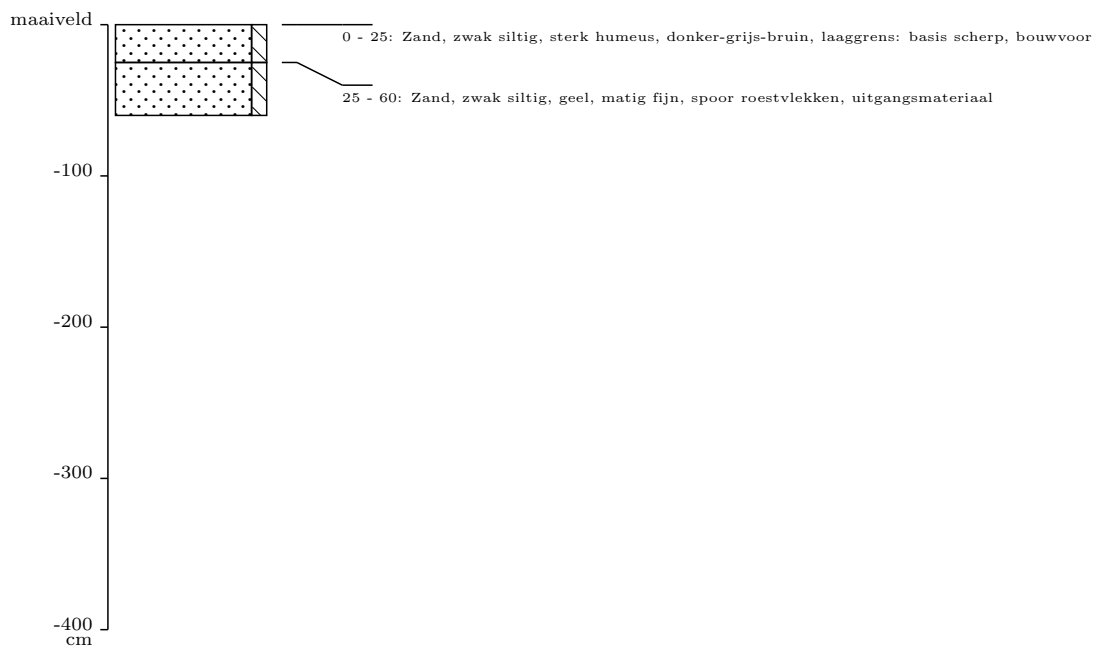 maaiveld
0 - 25: Zand, zwak siltig, sterk humeus, donker-grijs-bruin, laaggrens: basis scherp, bouwvoor
25 - 60: Zand, zwak siltig, geel, matig fijn, spoor roestvlekken, uitgangsmateriaal
-100
-200
-300
-400
cm